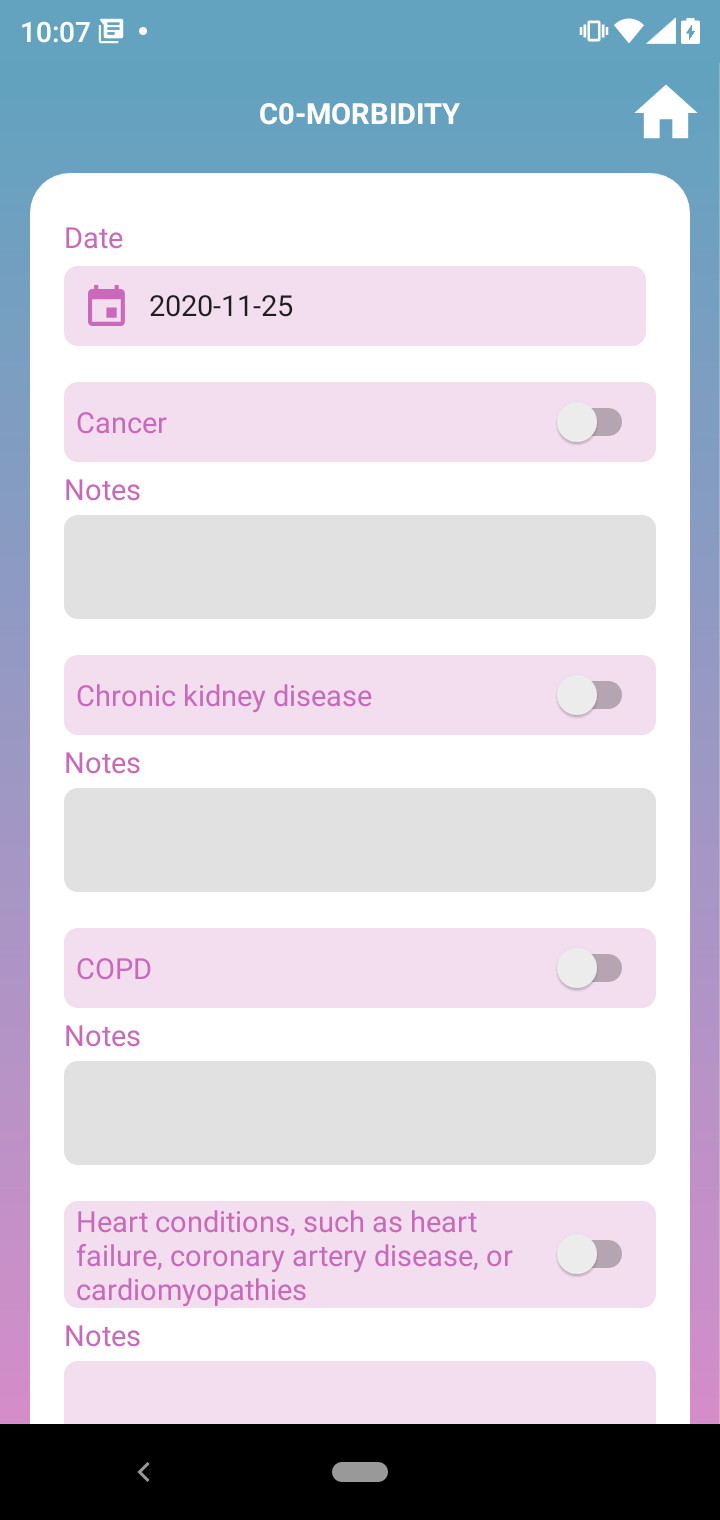 10:07
C0-MORBIDITY
Date
2020-11-25
Cancer
Notes
Chronic kidney disease
Notes
COPD
Notes
Heart conditions, such as heart
failure, coronary artery disease, or
cardiomyopathies
Notes